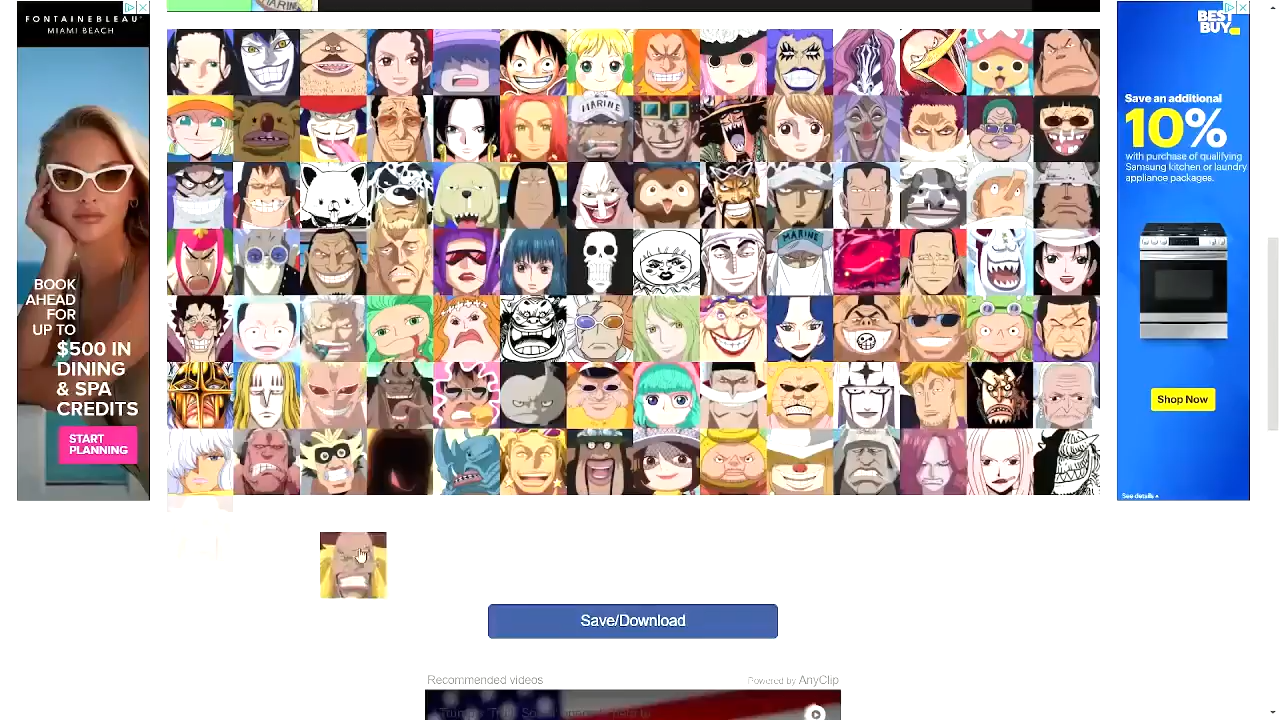 MARINE
FONTAINEBLEAU
MIAMI BEACH
BOOK
AHEAD
FOR
UP TO
$500 IN
DINING
& SPA
CREDITS
START
PLANNING
MARINE
MARINE
BEST
BUY
Save an additional
10%
with purchase of qualifying
Samsung kitchen or laundry
appliance packages.
Shop Now
See details
Save/Download
Recommended videos
Powered by AnyClip